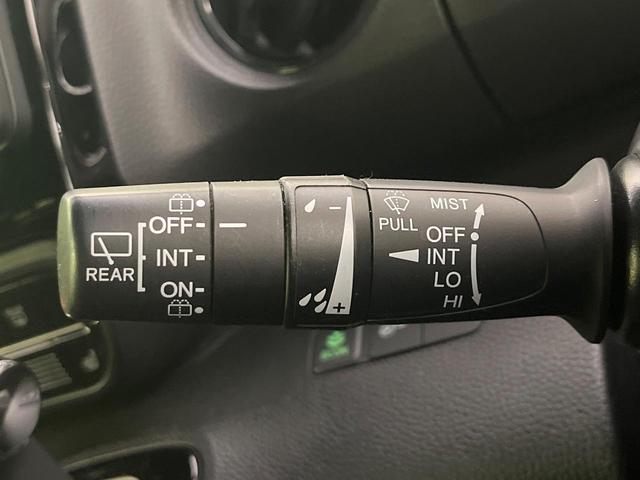 OFF
INT
ON
REAR
-
+
PULL
MIST
OFF
INT
LO
HI